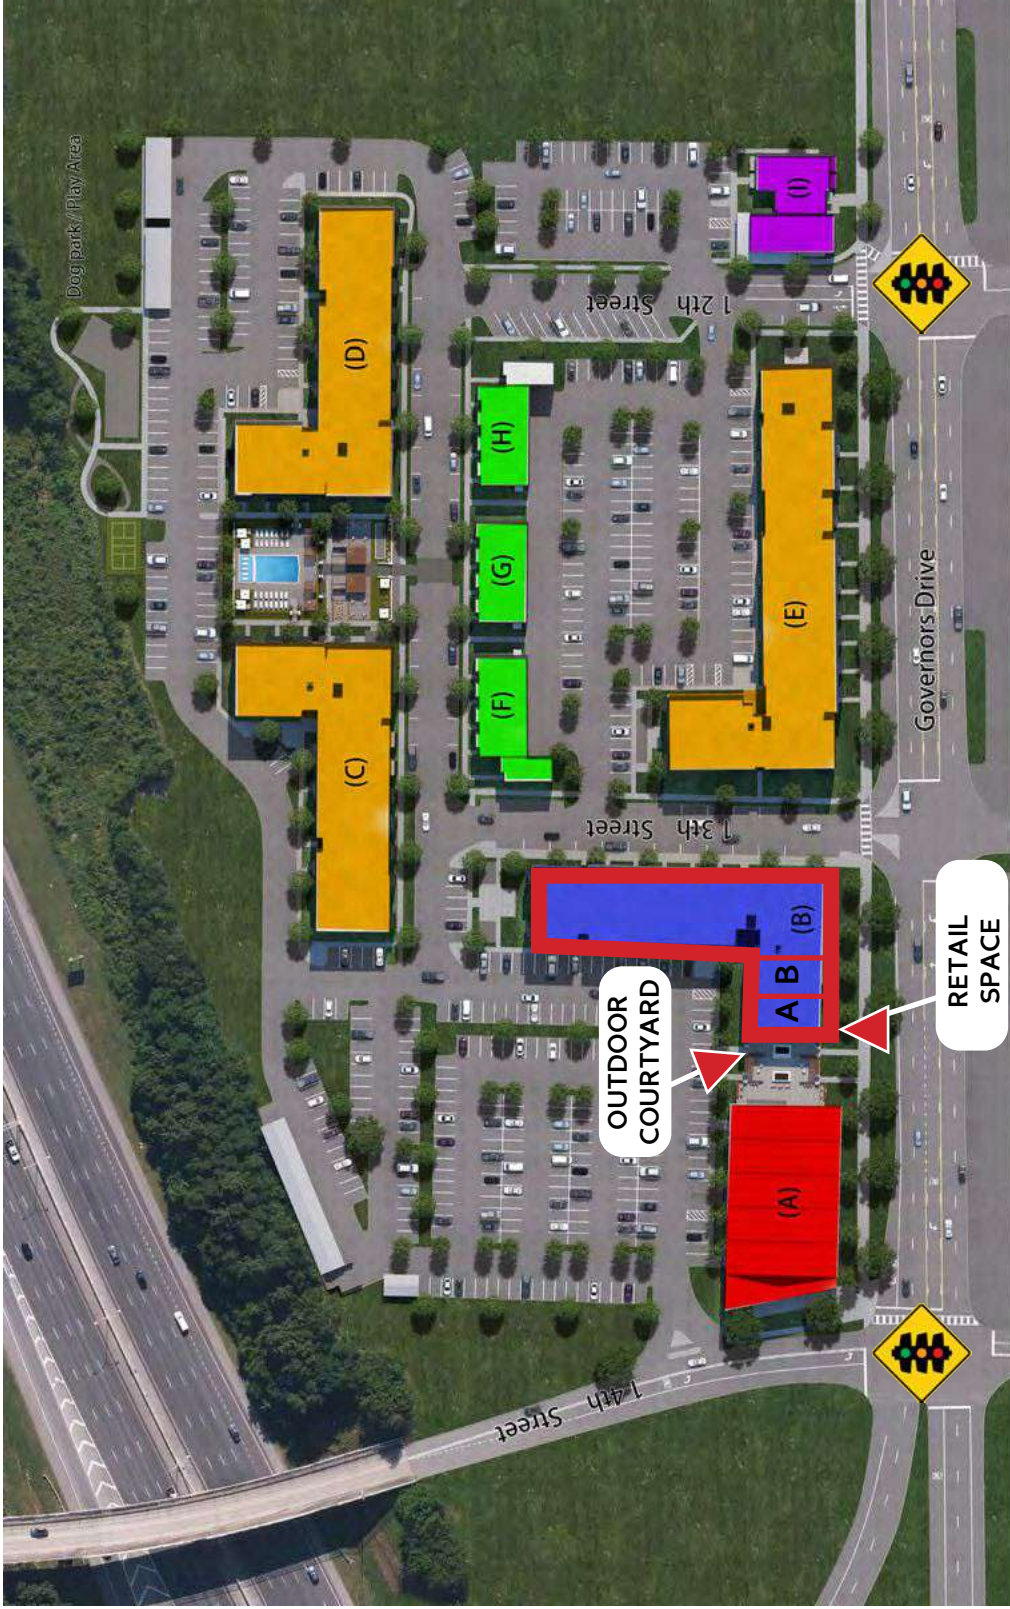 Dog park / Play Area
(D)
(C)
(H)
(G)
(F)
(I)
12th Street
(E)
13th Street
Governors Drive
(B)
B
A
OUTDOOR
COURTYARD
RETAIL
SPACE
(A)
14th Street